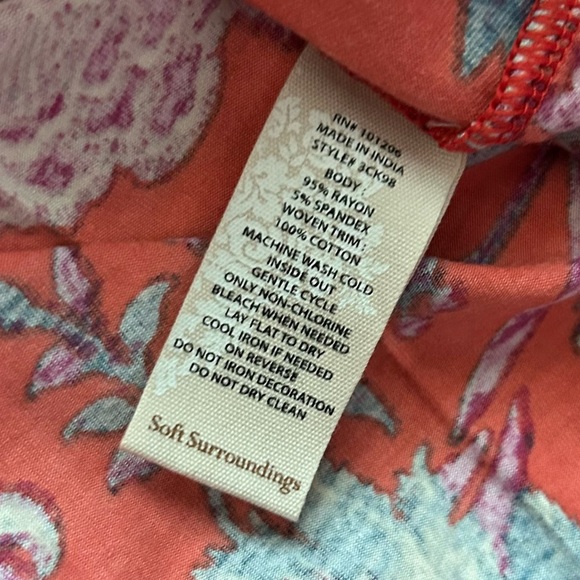 RN# 101206
MADE IN INDIA
STYLE# 3CK98
BODY :
95% RAYON
5% SPANDEX
WOVEN TRIM :
100% COTTON
MACHINE WASH COLD
INSIDE OUT
GENTLE CYCLE
ONLY NON-CHLORINE
BLEACH WHEN NEEDED
LAY FLAT TO DRY
COOL IRON IF NEEDED
ON REVERSE
DO NOT IRON DECORATION
DO NOT DRY CLEAN
Soft Surroundings